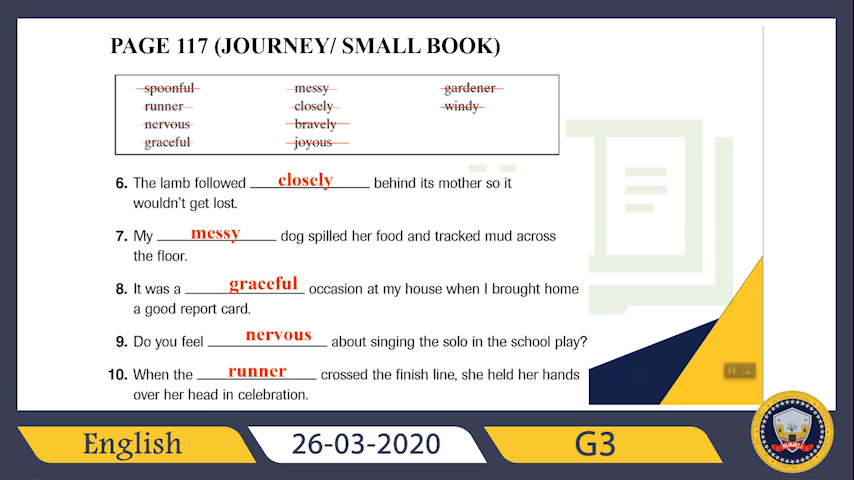 PAGE 117 (JOURNEY/ SMALL BOOK)
spoonful messy gardener
runner closely windy
nervous bravely
graceful joyous
6. The lamb followed closely behind its mother so it
wouldn't get lost.
7. My messy dog spilled her food and tracked mud across
the floor.
8. It was a graceful occasion at my house when I brought home
a good report card.
9. Do you feel nervous about singing the solo in the school play?
10. When the runner crossed the finish line, she held her hands
over her head in celebration.
English 26-03-2020 G3